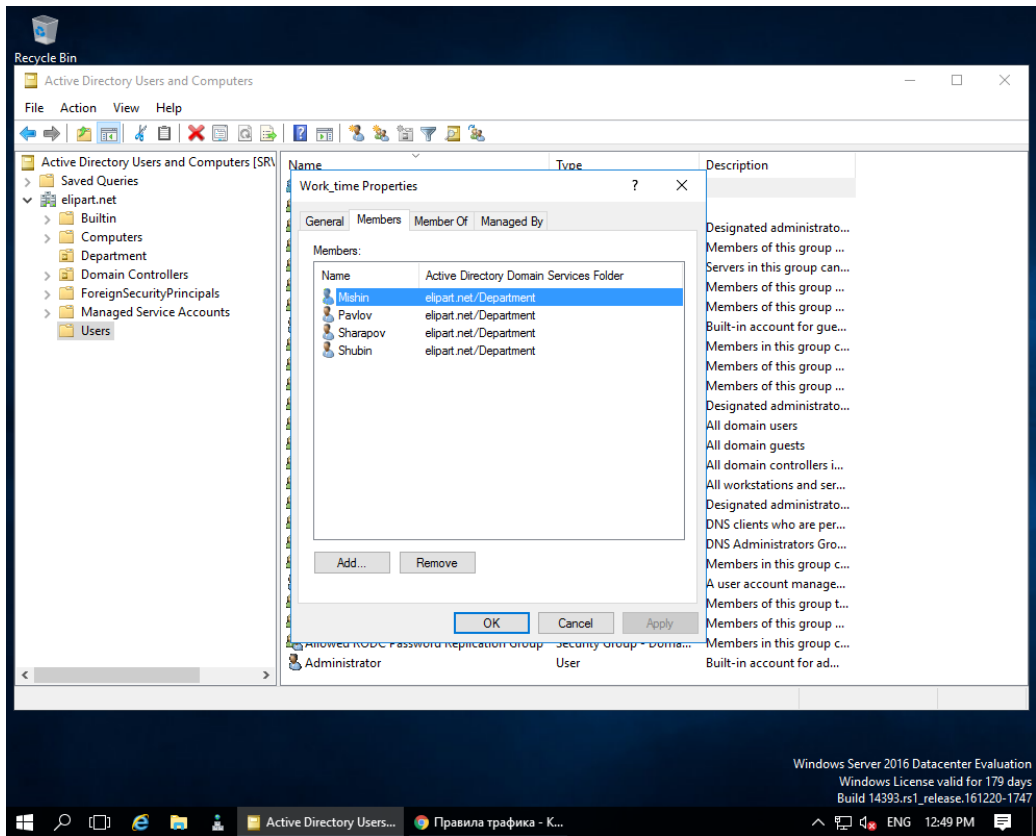 Recycle Bin
Active Directory Users and Computers
File Action View Help
Active Directory Users and Computers [SRV
Saved Queries
elipart.net
Builtin
Computers
Department
Domain Controllers
ForeignSecurityPrincipals
Managed Service Accounts
Users
Name Type Description
Work_time Properties ?
General Members Member Of Managed By
Members:
Name Active Directory Domain Services Folder
Mishin elipart.net/Department
Pavlov elipart.net/Department
Sharapov elipart.net/Department
Shubin elipart.net/Department
Add... Remove
OK Cancel Apply
Designated administrato...
Members of this group ...
Servers in this group can...
Members of this group ...
Members of this group ...
Built-in account for gue...
Members in this group c...
Members of this group ...
Members of this group ...
Designated administrato...
All domain users
All domain guests
All domain controllers i...
All workstations and ser...
Designated administrato...
DNS clients who are per...
DNS Administrators Gro...
Members in this group c...
A user account manage...
Members of this group t...
Members of this group ...
Allowed RODC Password Replication Group Security Group - Doma... Members in this group c...
Administrator User Built-in account for ad...
Windows Server 2016 Datacenter Evaluation
Windows License valid for 179 days
Build 14393.rs1_release.161220-1747
Active Directory Users... Правила трафика - K... ENG 12:49 PM